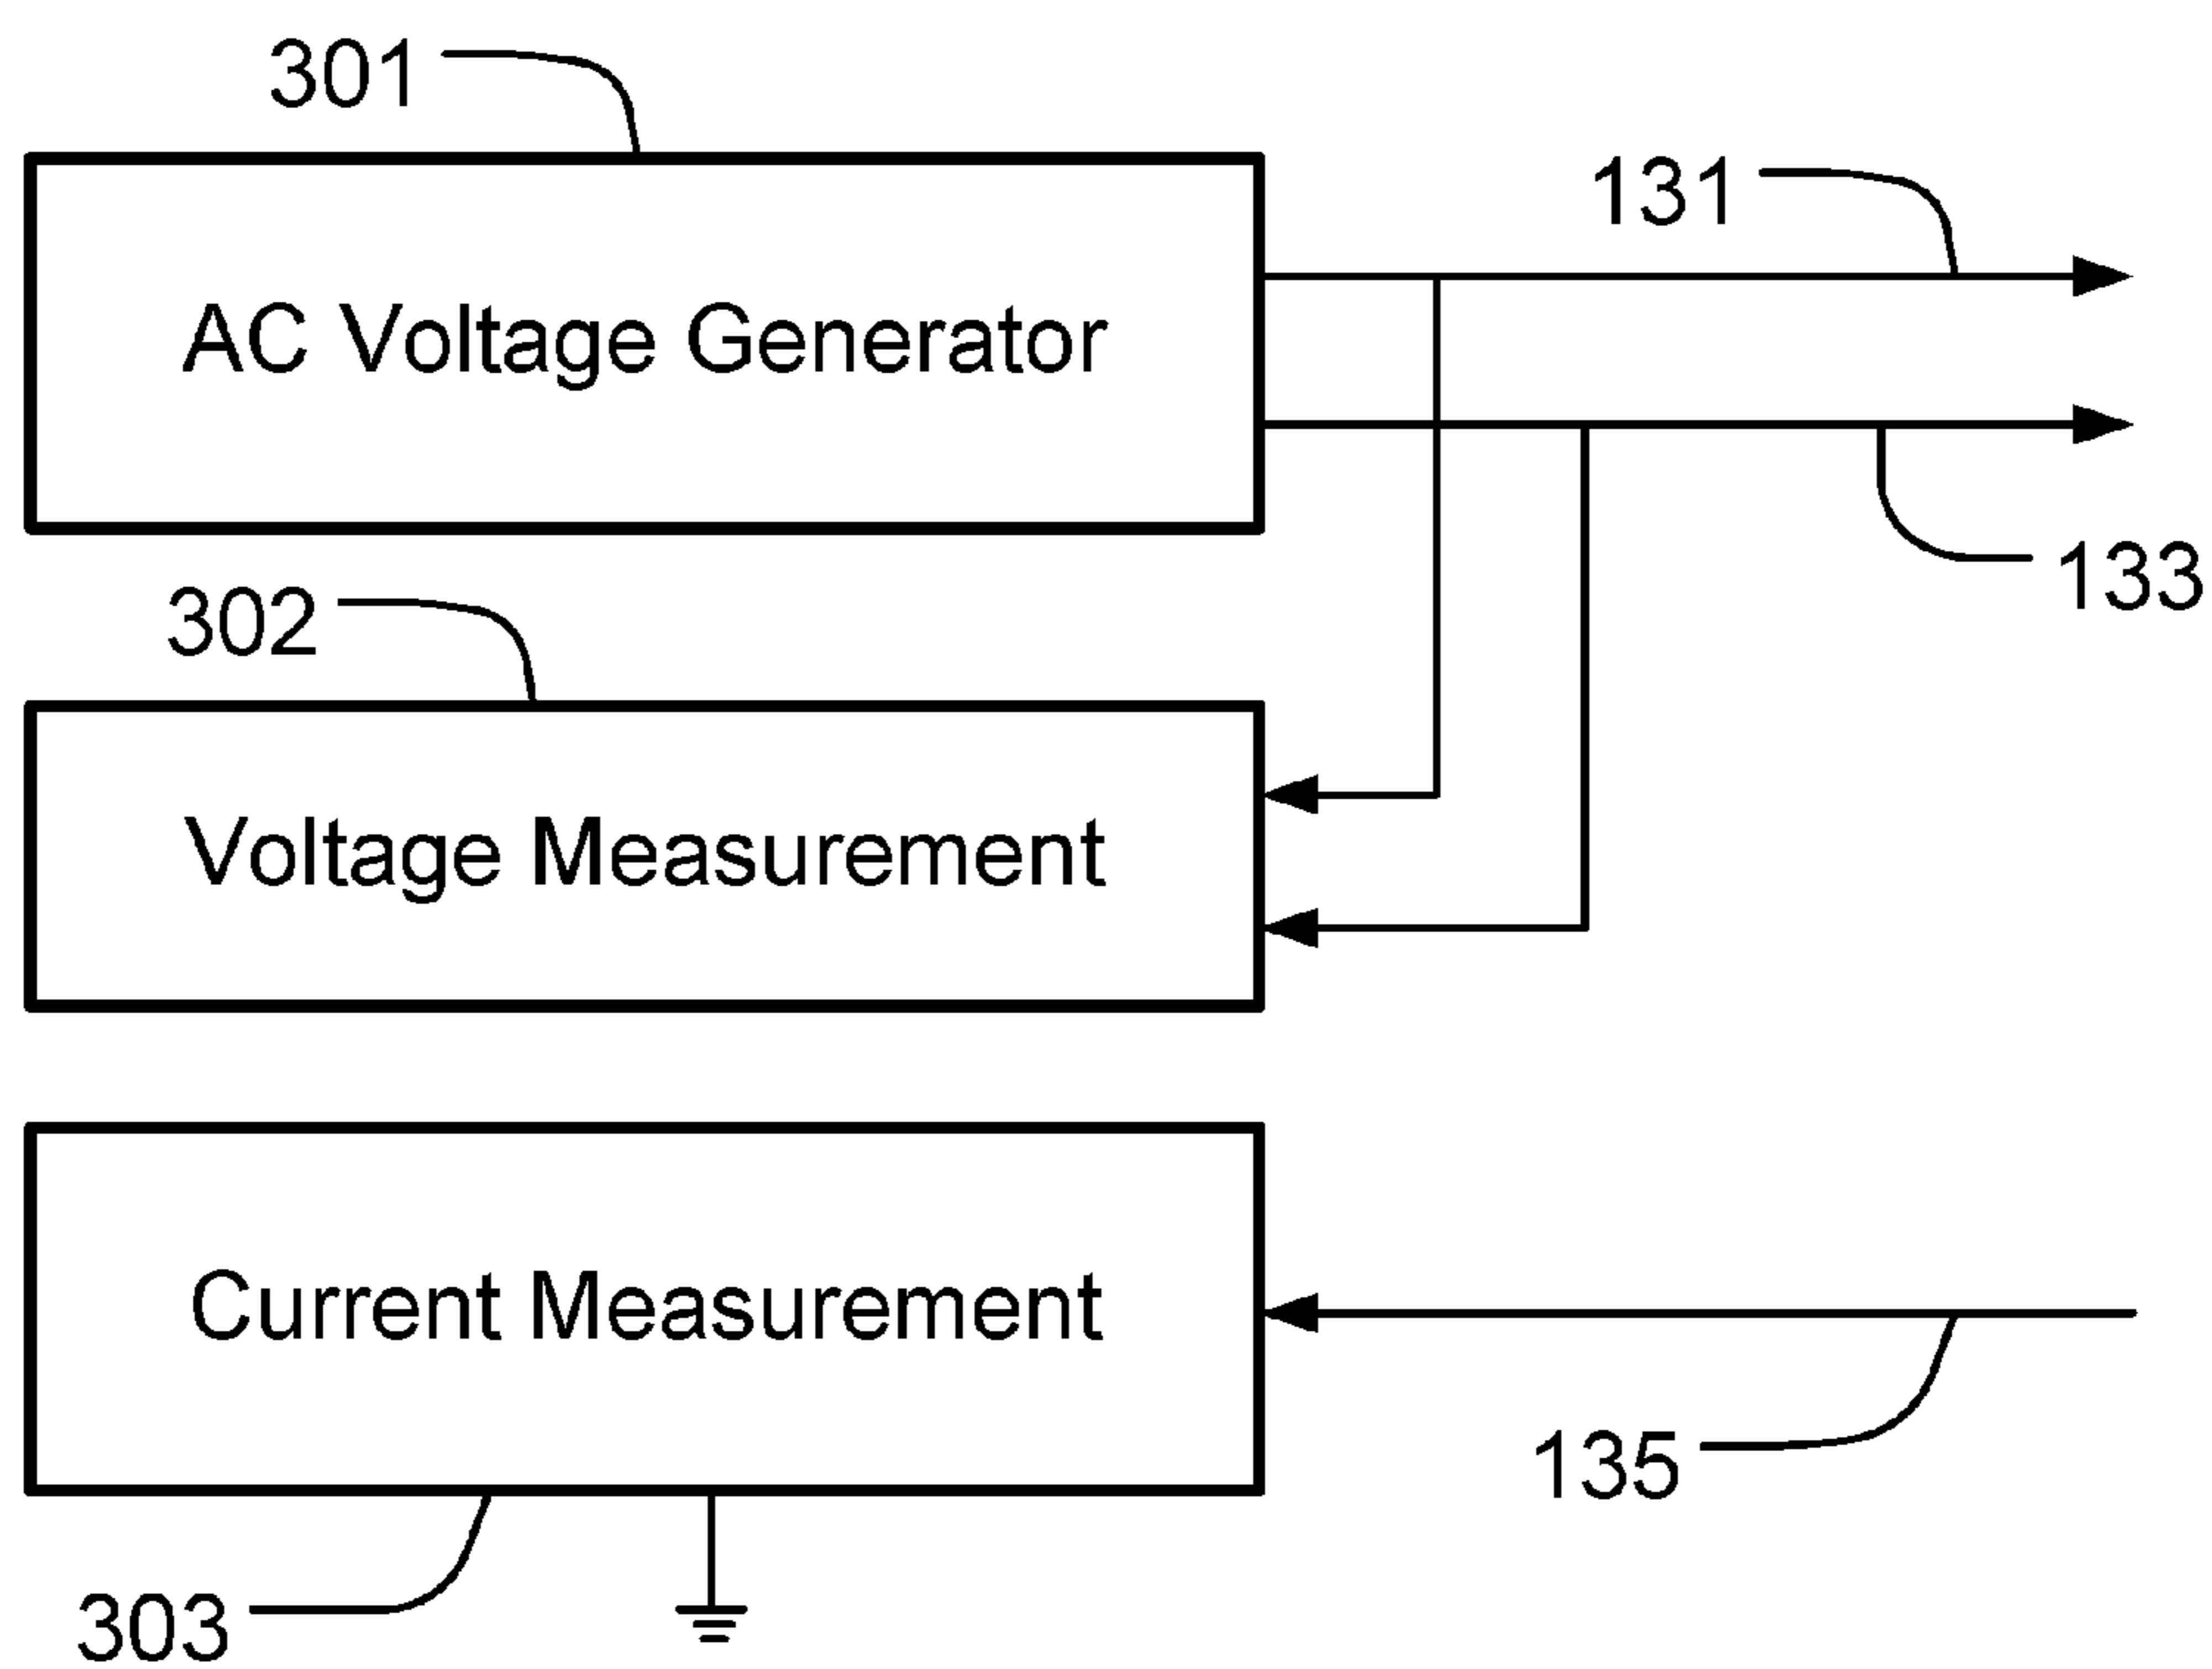 301
131
AC Voltage Generator
133
302
Voltage Measurement
Current Measurement
135
303